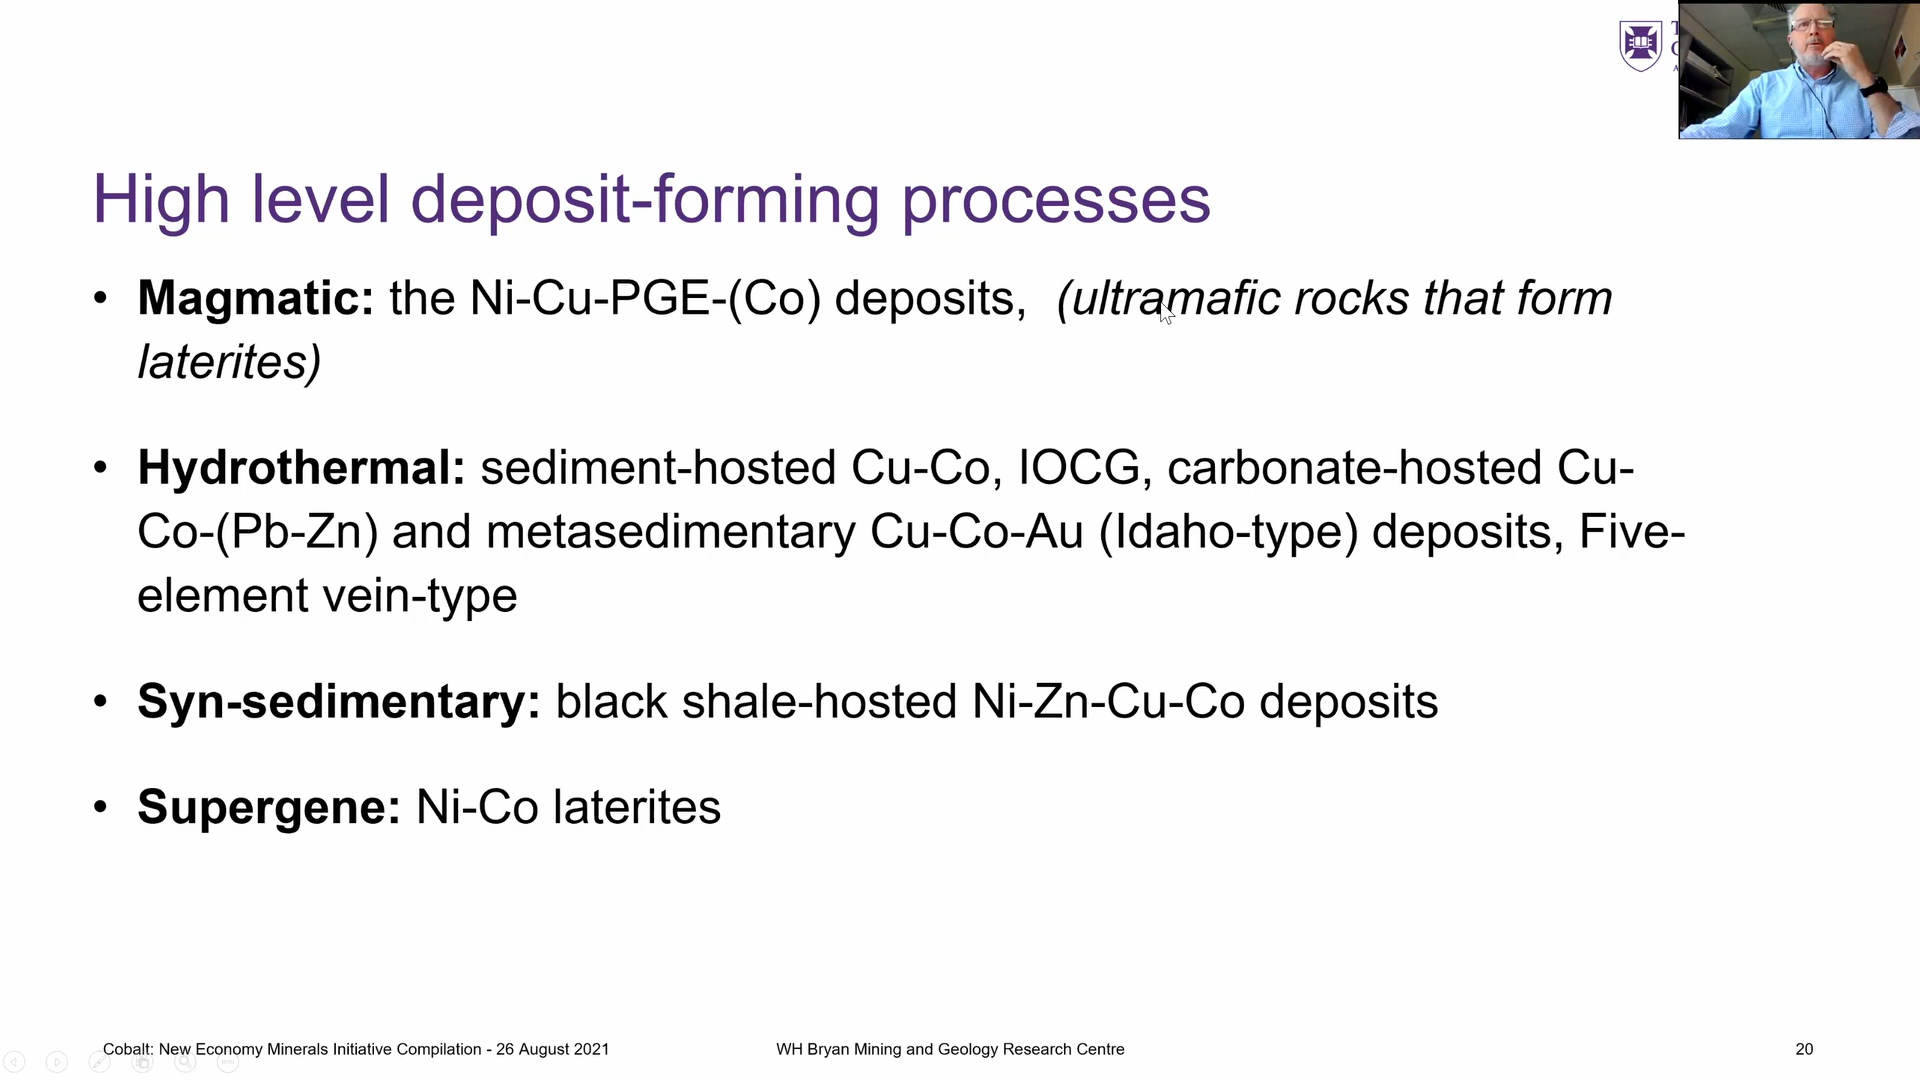 High level deposit-forming processes
• Magmatic: the Ni-Cu-PGE-(Co) deposits, (ultramafic rocks that form
laterites)
• Hydrothermal: sediment-hosted Cu-Co, IOCG, carbonate-hosted Cu-
Co-(Pb-Zn) and metasedimentary Cu-Co-Au (Idaho-type) deposits, Five-
element vein-type
• Syn-sedimentary: black shale-hosted Ni-Zn-Cu-Co deposits
• Supergene: Ni-Co laterites
Cobalt: New Economy Minerals Initiative Compilation - 26 August 2021
WH Bryan Mining and Geology Research Centre
20